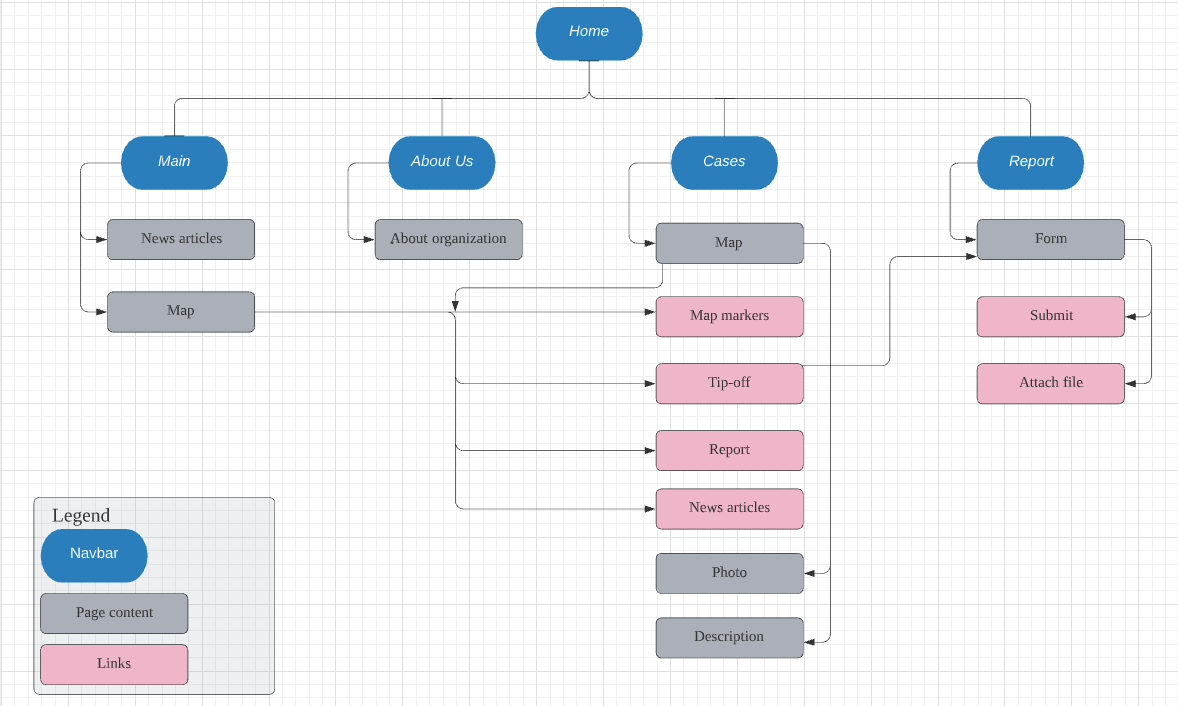 Home
Main
About Us
Cases
Report
News articles
About organization
Map
Form
Map
Map markers
Submit
Tip-off
Attach file
Report
News articles
Photo
Description
Legend
Navbar
Page content
Links